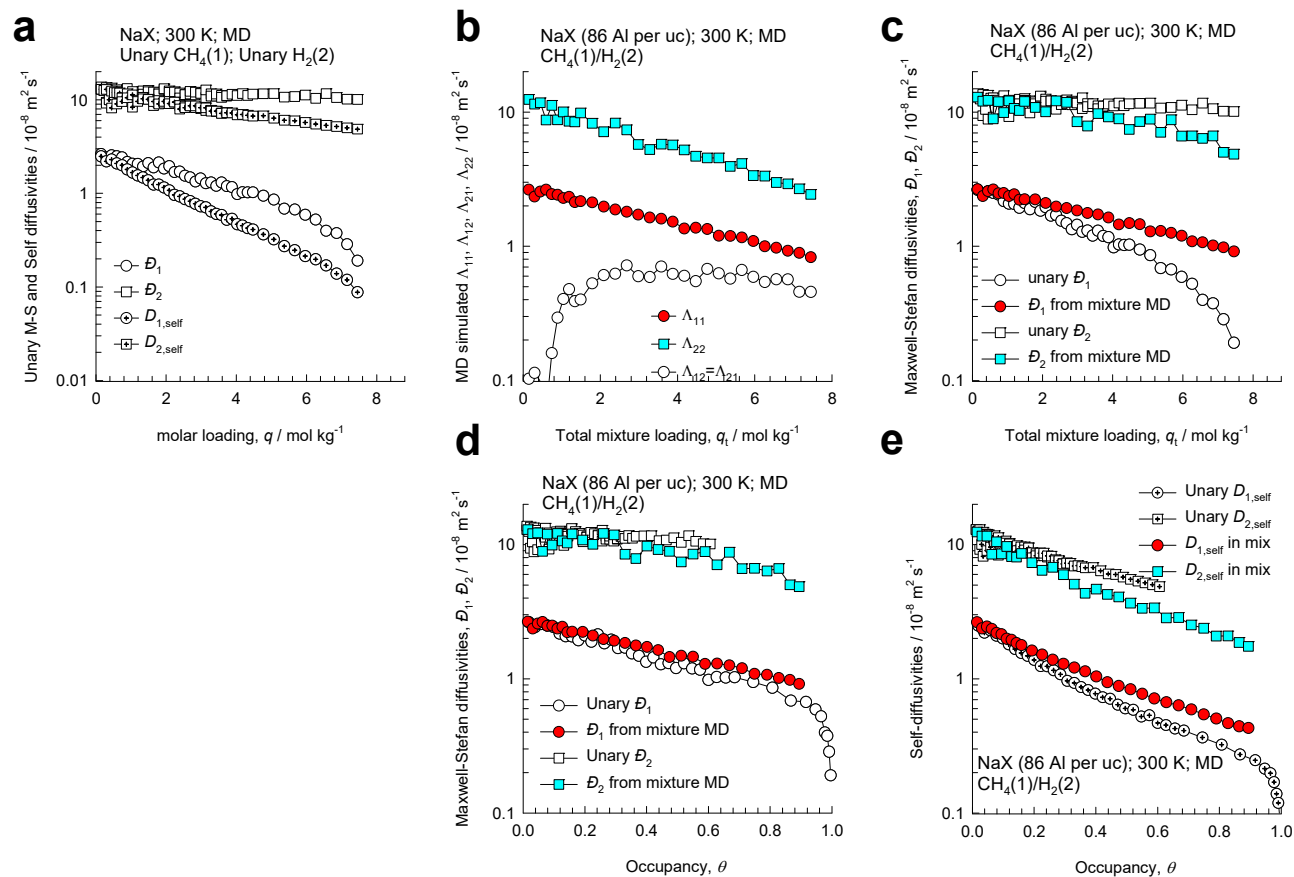 a
NaX; 300 K; MD
Unary CH₄(1); Unary H₂(2)
Unary M-S and Self diffusivities / 10⁻⁸ m² s⁻¹
10
1
0.1
0.01
Đ₁
Đ₂
D₁,self
D₂,self
0
2
4
6
8
molar loading, q / mol kg⁻¹
b
NaX (86 Al per uc); 300 K; MD
CH₄(1)/H₂(2)
MD simulated Λ₁₁, Λ₁₂, Λ₂₁, Λ₂₂ / 10⁻⁸ m² s⁻¹
10
1
0.1
Λ₁₁
Λ₂₂
Λ₁₂=Λ₂₁
0
2
4
6
8
Total mixture loading, qₜ / mol kg⁻¹
c
NaX (86 Al per uc); 300 K; MD
CH₄(1)/H₂(2)
Maxwell-Stefan diffusivities, Đ₁, Đ₂ / 10⁻⁸ m² s⁻¹
10
1
0.1
unary Đ₁
Đ₁ from mixture MD
unary Đ₂
Đ₂ from mixture MD
0
2
4
6
8
Total mixture loading, qₜ / mol kg⁻¹
d
NaX (86 Al per uc); 300 K; MD
CH₄(1)/H₂(2)
Maxwell-Stefan diffusivities, Đ₁, Đ₂ / 10⁻⁸ m² s⁻¹
10
1
0.1
Unary Đ₁
Đ₁ from mixture MD
Unary Đ₂
Đ₂ from mixture MD
0.0
0.2
0.4
0.6
0.8
1.0
Occupancy, θ
e
Unary D₁,self
Unary D₂,self
D₁,self in mix
D₂,self in mix
Self-diffusivities / 10⁻⁸ m² s⁻¹
10
1
0.1
NaX (86 Al per uc); 300 K; MD
CH₄(1)/H₂(2)
0.0
0.2
0.4
0.6
0.8
1.0
Occupancy, θ